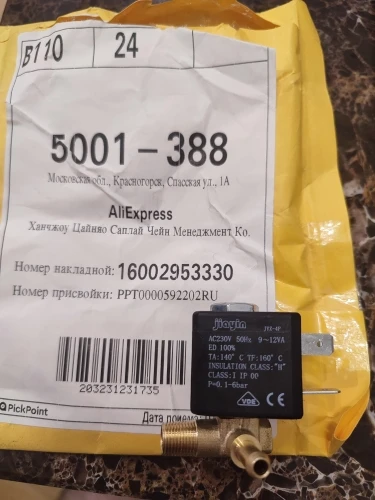 B110 24
5001-388
Московская обл., Красногорск, Спасская ул., 1А
AliExpress
Ханчжоу Цайняо Саплай Чейн Менеджмент Ко.
Номер накладной: 16002953330
Номер присвойки: PPT0000592202RU
203231231735
PickPoint
Дата
jiayin
AC230V 50Hz 9~12VA
ED 100%
TA:140° C TF:160° C
INSULATION CLASS:"H"
CLASS:I IP 00
P=0.1-6bar
VDE CE